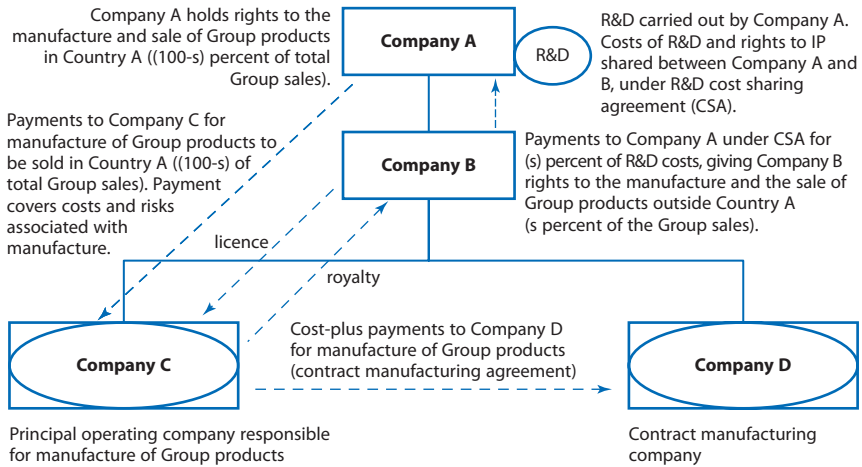 Company A holds rights to the
manufacture and sale of Group products
in Country A ((100-s) percent of total
Group sales).
Company A
R&D
R&D carried out by Company A.
Costs of R&D and rights to IP
shared between Company A and
B, under R&D cost sharing
agreement (CSA).
Payments to Company C for
manufacture of Group products to
be sold in Country A ((100-s) of
total Group sales). Payment
covers costs and risks
associated with
manufacture.
Company B
Payments to Company A under CSA for
(s) percent of R&D costs, giving Company B
rights to the manufacture and the sale of
Group products outside Country A
(s percent of the Group sales).
licence
royalty
Company C
Cost-plus payments to Company D
for manufacture of Group products
(contract manufacturing agreement)
Company D
Principal operating company responsible
for manufacture of Group products
Contract manufacturing
company